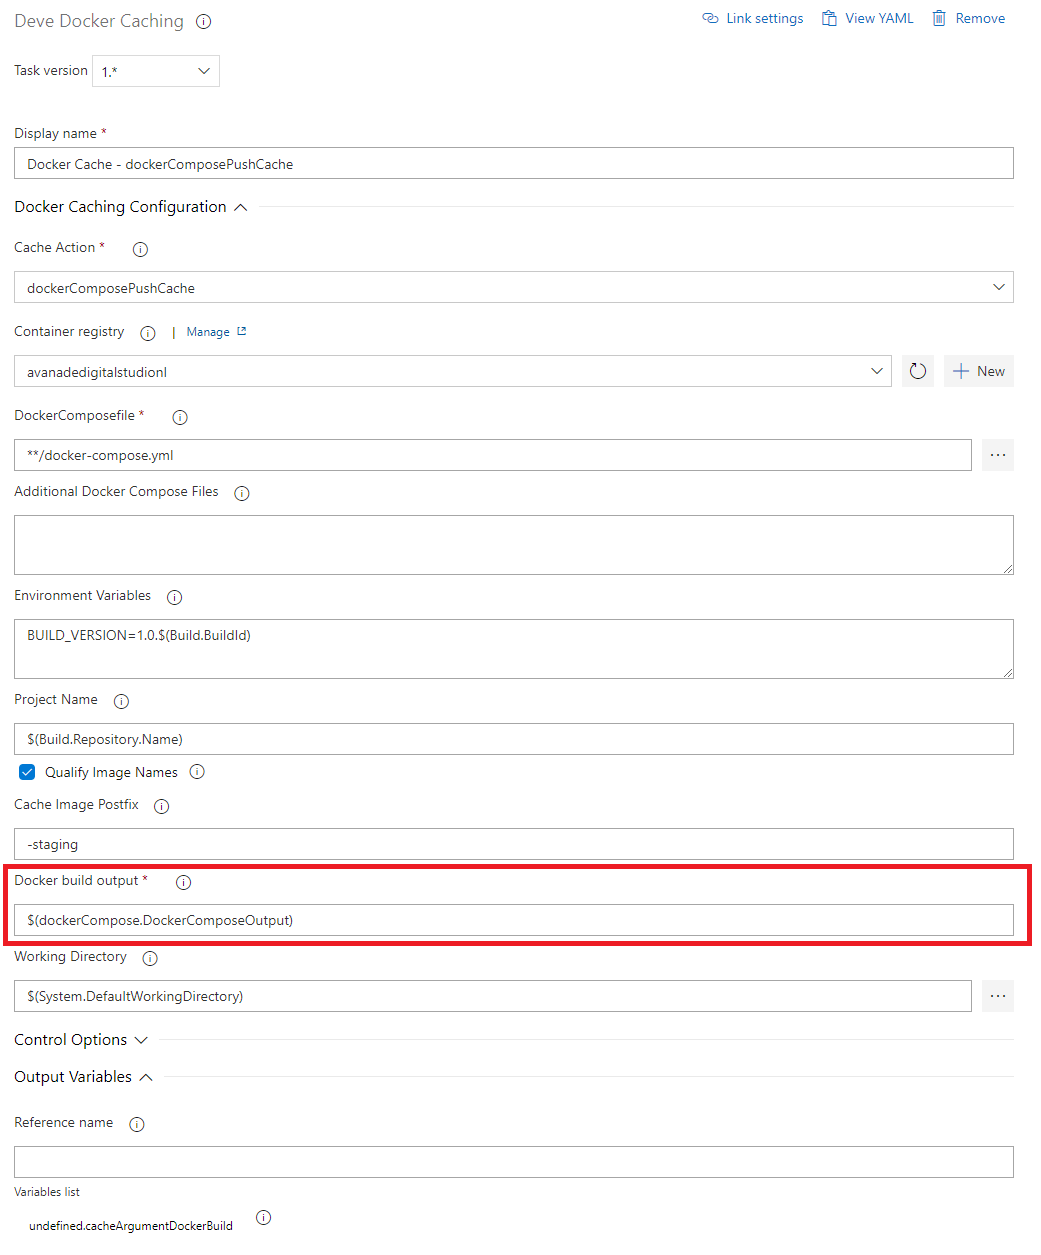 Deve Docker Caching
Link settings View YAML Remove
Task version 1.*
Display name *
Docker Cache - dockerComposePushCache
Docker Caching Configuration
Cache Action *
dockerComposePushCache
Container registry | Manage
avanadedigitalstudionl
New
DockerComposefile *
**/docker-compose.yml
...
Additional Docker Compose Files
Environment Variables
BUILD_VERSION=1.0.$(Build.BuildId)
Project Name
$(Build.Repository.Name)
Qualify Image Names
Cache Image Postfix
-staging
Docker build output *
$(dockerCompose.DockerComposeOutput)
Working Directory
$(System.DefaultWorkingDirectory)
...
Control Options
Output Variables
Reference name
Variables list
undefined.cacheArgumentDockerBuild